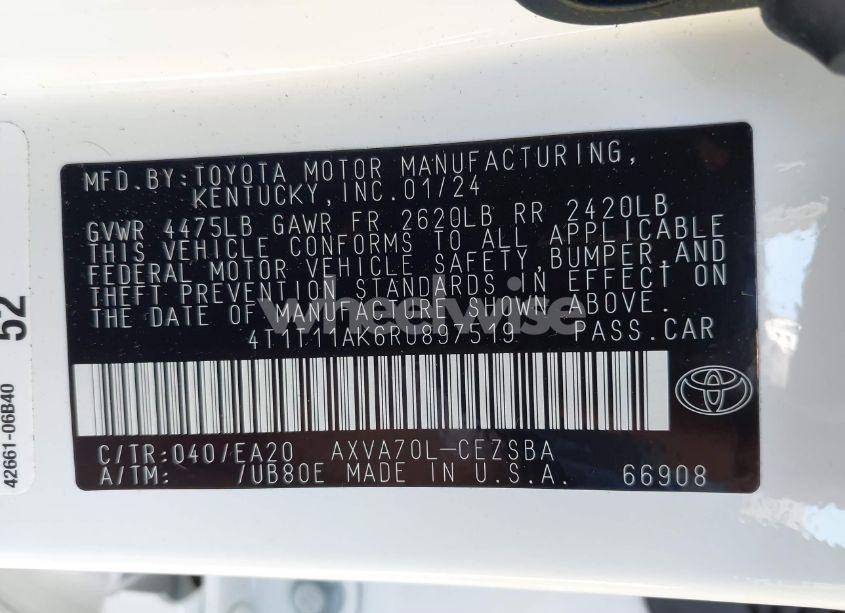 MFD.BY:TOYOTA MOTOR MANUFACTURING,
KENTUCKY,INC.01/24
GVWR 4475LB GAWR FR 2620LB RR 2420LB
THIS VEHICLE CONFORMS TO ALL APPLICABLE
FEDERAL MOTOR VEHICLE SAFETY,BUMPER,AND
THEFT PREVENTION STANDARDS IN EFFECT ON
THE DATE OF MANUFACTURE SHOWN ABOVE.
4T1T11AK6RU897519 PASS.CAR
C/TR:040/EA20 AXVA70L-CEZSBA
A/TM: /UB80E MADE IN U.S.A. 66908
52
42661-06B40
wheelwise